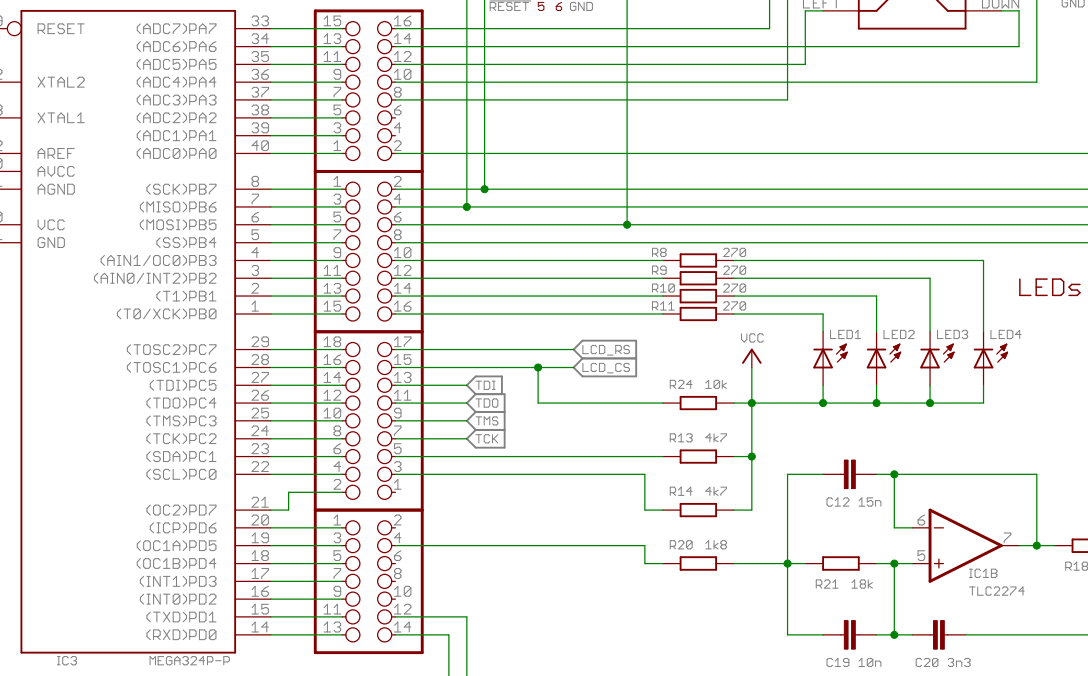 RESET 5 6 GND
LEFT
DOWN
GND
RESET
XTAL2
XTAL1
AREF
AVCC
AGND
VCC
GND
(ADC7)PA7 33 15 16
(ADC6)PA6 34 13 14
(ADC5)PA5 35 11 12
(ADC4)PA4 36 9 10
(ADC3)PA3 37 7 8
(ADC2)PA2 38 5 6
(ADC1)PA1 39 3 4
(ADC0)PA0 40 1 2
(SCK)PB7 8 1 2
(MISO)PB6 7 3 4
(MOSI)PB5 6 5 6
(SS)PB4 5 7 8
(AIN1/OC0)PB3 4 9 10
(AIN0/INT2)PB2 3 11 12
(T1)PB1 2 13 14
(T0/XCK)PB0 1 15 16
(TOSC2)PC7 29 18 17
(TOSC1)PC6 28 16 15
(TDI)PC5 27 14 13
(TDO)PC4 26 12 11
(TMS)PC3 25 10 9
(TCK)PC2 24 8 7
(SDA)PC1 23 6 5
(SCL)PC0 22 4 3
2 1
(OC2)PD7 21
(ICP)PD6 20 1 2
(OC1A)PD5 19 3 4
(OC1B)PD4 18 5 6
(INT1)PD3 17 7 8
(INT0)PD2 16 9 10
(TXD)PD1 15 11 12
(RXD)PD0 14 13 14
IC3 MEGA324P-P
R8 270
R9 270
R10 270
R11 270
LEDs
LED1 LED2 LED3 LED4
VCC
LCD_RS
LCD_CS
TDI
TDO
TMS
TCK
R24 10k
R13 4k7
R14 4k7
R20 1k8
C12 15n
R21 18k
C19 10n
C20 3n3
6
5
7
IC1B
TLC2274
R18